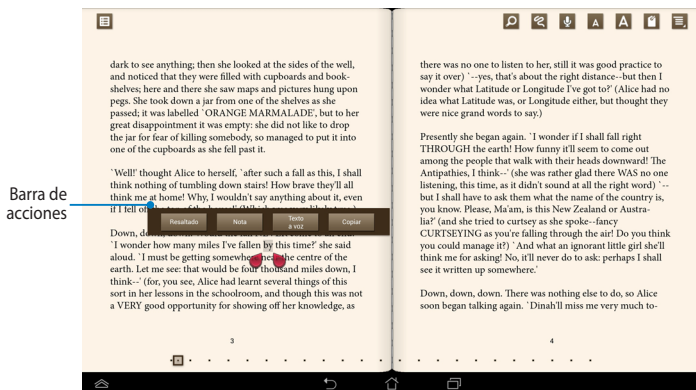 dark to see anything; then she looked at the sides of the well,
and noticed that they were filled with cupboards and book-
shelves; here and there she saw maps and pictures hung upon
pegs. She took down a jar from one of the shelves as she
passed; it was labelled `ORANGE MARMALADE', but to her
great disappointment it was empty: she did not like to drop
the jar for fear of killing somebody, so managed to put it into
one of the cupboards as she fell past it.
`Well!' thought Alice to herself, `after such a fall as this, I shall
think nothing of tumbling down stairs! How brave they'll all
think me at home! Why, I wouldn't say anything about it, even
if I fell
Barra de
acciones
Resaltado
Nota
Texto
a voz
Copiar
Down,
`I wonder how many miles I've fallen by this time?' she said
aloud. `I must be getting somewhere near the centre of the
earth. Let me see: that would be four thousand miles down, I
think--' (for, you see, Alice had learnt several things of this
sort in her lessons in the schoolroom, and though this was not
a VERY good opportunity for showing off her knowledge, as
3
there was no one to listen to her, still it was good practice to
say it over) `--yes, that's about the right distance--but then I
wonder what Latitude or Longitude I've got to?' (Alice had no
idea what Latitude was, or Longitude either, but thought they
were nice grand words to say.)
Presently she began again. `I wonder if I shall fall right
THROUGH the earth! How funny it'll seem to come out
among the people that walk with their heads downward! The
Antipathies, I think--' (she was rather glad there WAS no one
listening, this time, as it didn't sound at all the right word) `--
but I shall have to ask them what the name of the country is,
you know. Please, Ma'am, is this New Zealand or Austra-
lia?' (and she tried to curtsey as she spoke--fancy
CURTSEYING as you're falling through the air! Do you think
you could manage it?) `And what an ignorant little girl she'll
think me for asking! No, it'll never do to ask: perhaps I shall
see it written up somewhere.'
Down, down, down. There was nothing else to do, so Alice
soon began talking again. `Dinah'll miss me very much to-
4
A
A